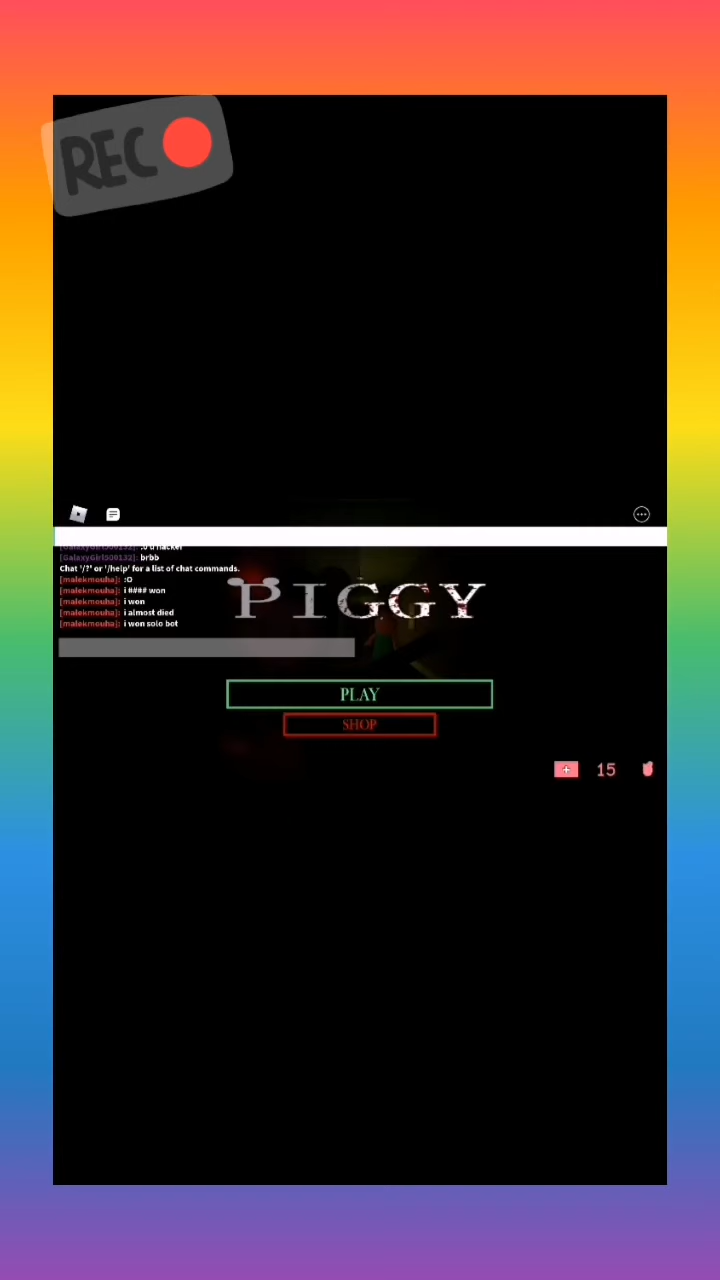 REC
[GalaxyGirl500132]: brbb
Chat '/?' or '/help' for a list of chat commands.
[malekmouha]: :O
[malekmouha]: i #### won
[malekmouha]: i won
[malekmouha]: i almost died
[malekmouha]: i won solo bot
PIGGY
PLAY
SHOP
15